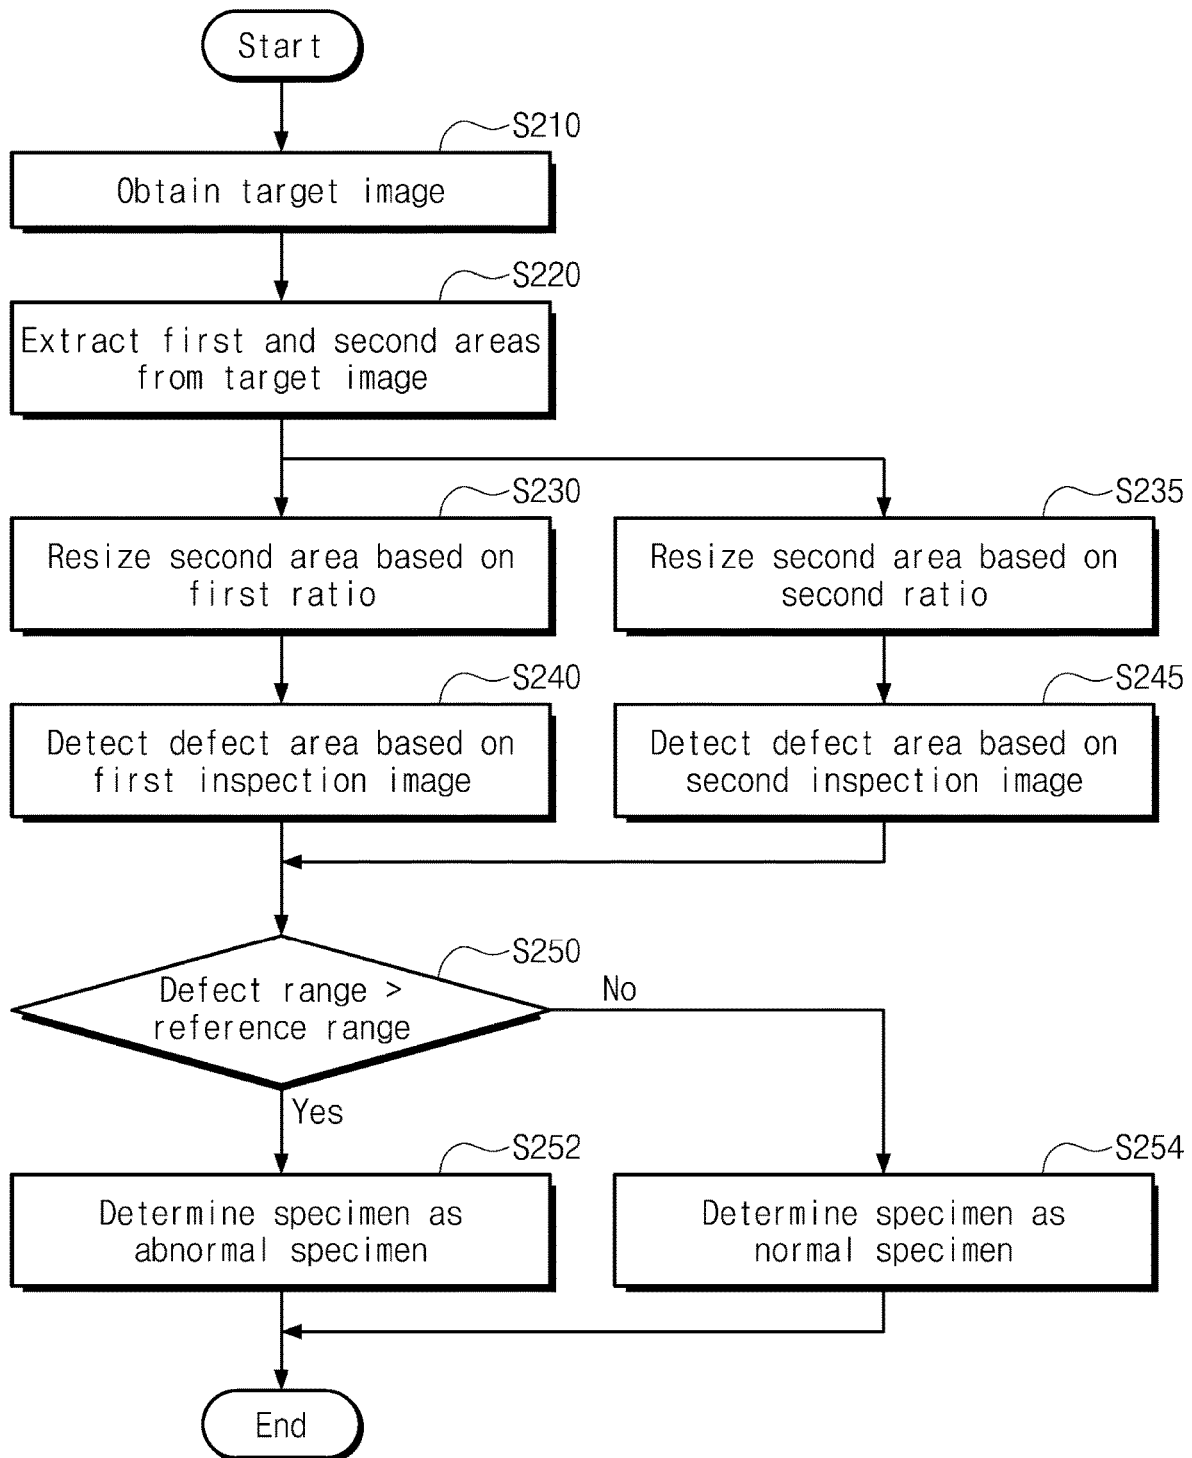 Start
S210
Obtain target image
S220
Extract first and second areas
from target image
S230
Resize second area based on
first ratio
S235
Resize second area based on
second ratio
S240
Detect defect area based on
first inspection image
S245
Detect defect area based on
second inspection image
S250
Defect range >
reference range
No
Yes
S252
Determine specimen as
abnormal specimen
S254
Determine specimen as
normal specimen
End